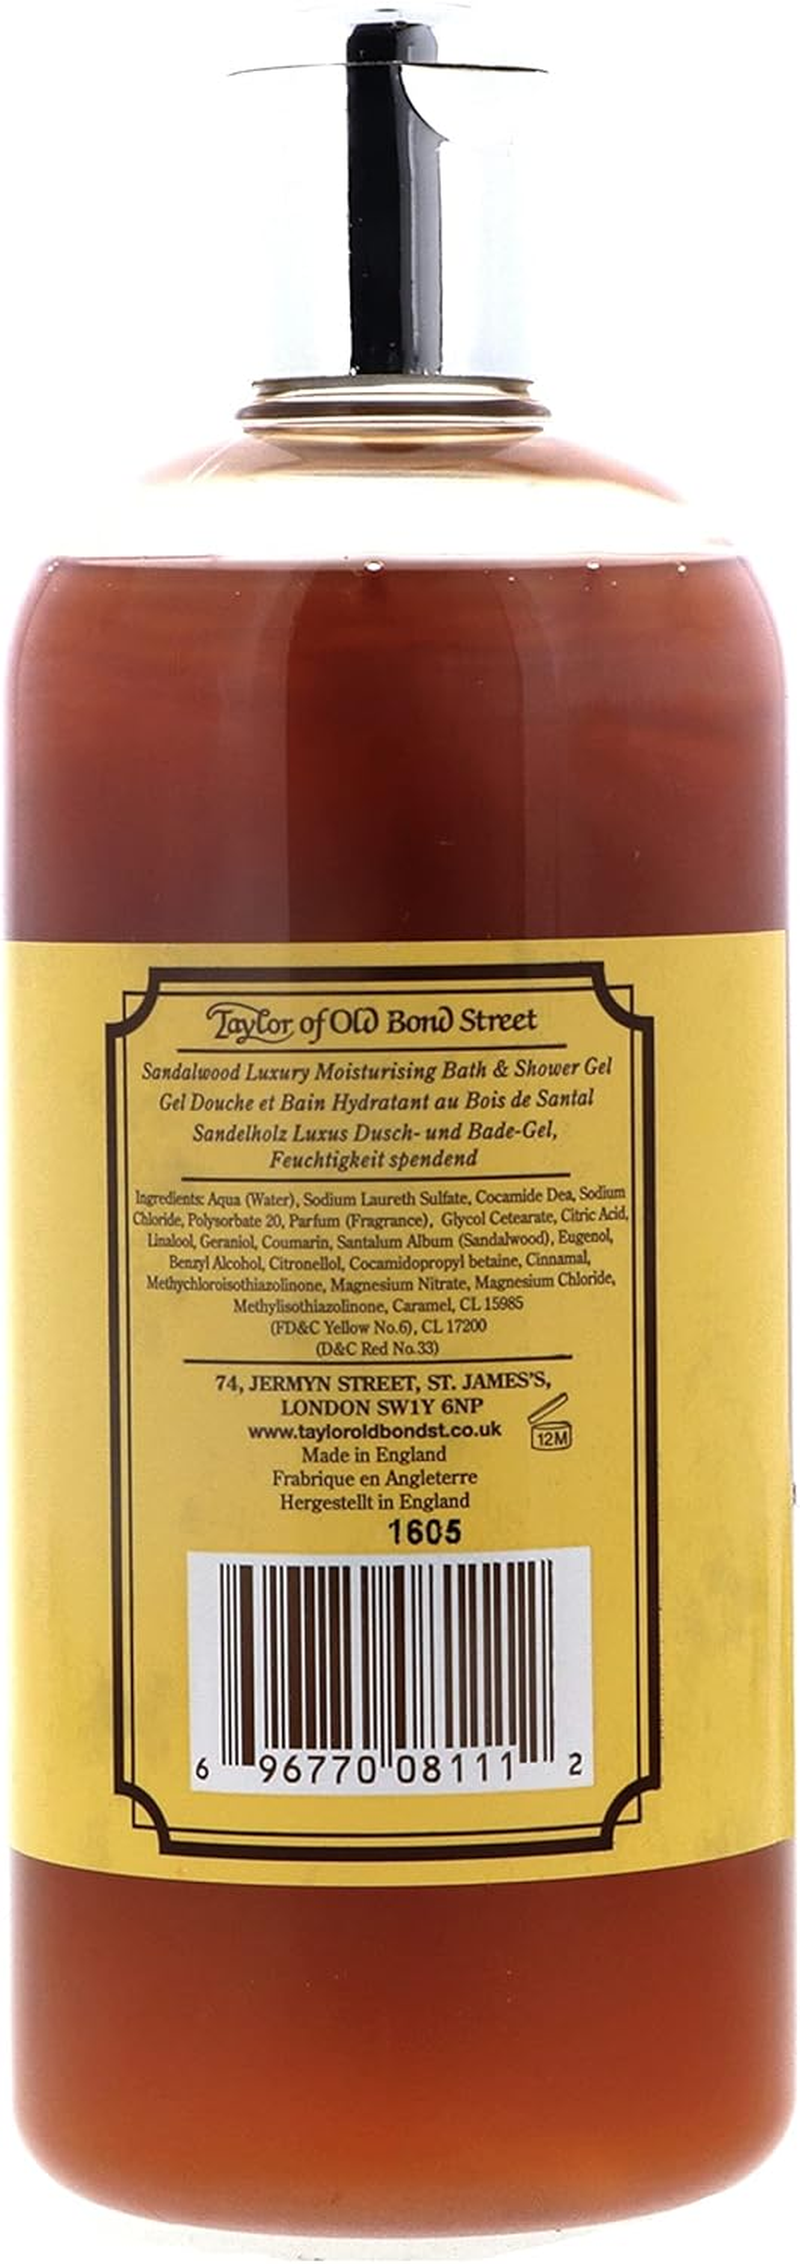 Taylor of Old Bond Street
Sandalwood Luxury Moisturising Bath & Shower Gel
Gel Douche et Bain Hydratant au Bois de Santal
Sandelholz Luxus Dusch- und Bade-Gel,
Feuchtigkeit spendend
Ingredients: Aqua (Water), Sodium Laureth Sulfate, Cocamide Dea, Sodium
Chloride, Polysorbate 20, Parfum (Fragrance), Glycol Cetearate, Citric Acid,
Linalool, Geraniol, Coumarin, Santalum Album (Sandalwood), Eugenol,
Benzyl Alcohol, Citronellol, Cocamidopropyl betaine, Cinnamal,
Methychloroisothiazolinone, Magnesium Nitrate, Magnesium Chloride,
Methylisothiazolinone, Caramel, CL 15985
(FD&C Yellow No.6), CL 17200
(D&C Red No.33)
74, JERMYN STREET, ST. JAMES'S,
LONDON SW1Y 6NP
www.tayloroldbondst.co.uk
12M
Made in England
Frabrique en Angleterre
Hergestellt in England
1605
6 96770 08111 2